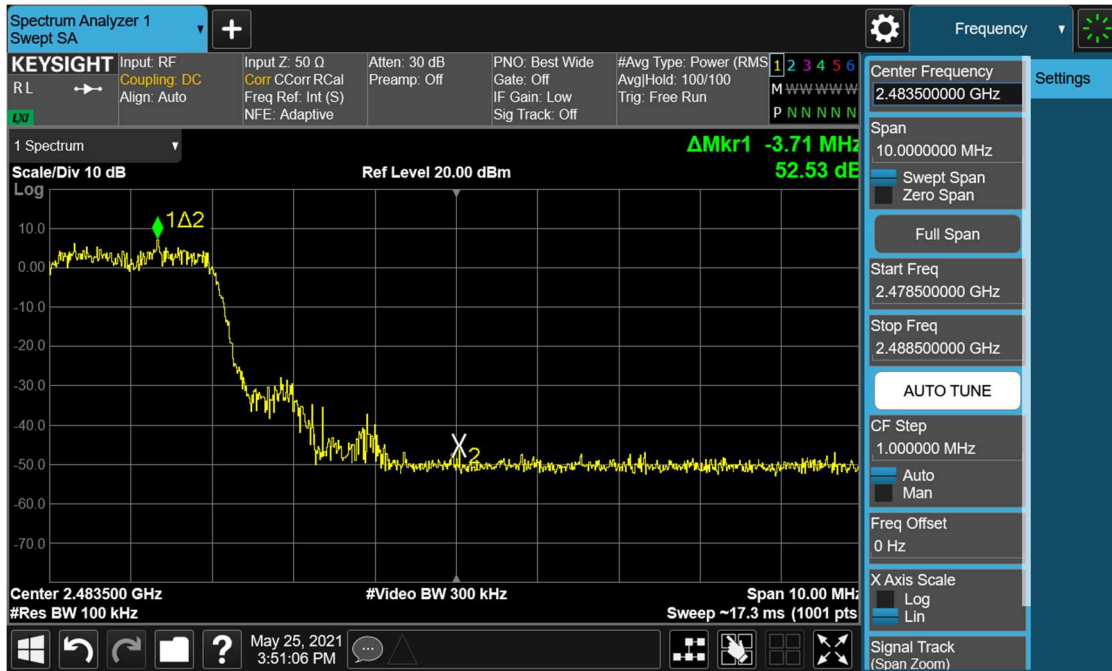 Spectrum Analyzer 1
Swept SA
+
Frequency
KEYSIGHT
RL
LXI
Input: RF
Coupling: DC
Align: Auto
Input Z: 50 Ω
Corr CCorr RCal
Freq Ref: Int (S)
NFE: Adaptive
Atten: 30 dB
Preamp: Off
PNO: Best Wide
Gate: Off
IF Gain: Low
Sig Track: Off
#Avg Type: Power (RMS
Avg|Hold: 100/100
Trig: Free Run
1 2 3 4 5 6
M W W W W W
P N N N N N
1 Spectrum
Scale/Div 10 dB
Ref Level 20.00 dBm
ΔMkr1 -3.71 MHz
52.53 dB
Log
10.0
0.00
-10.0
-20.0
-30.0
-40.0
-50.0
-60.0
-70.0
1Δ2
X2
Center 2.483500 GHz
#Video BW 300 kHz
Span 10.00 MHz
#Res BW 100 kHz
Sweep ~17.3 ms (1001 pts
?
May 25, 2021
3:51:06 PM
Center Frequency
2.483500000 GHz
Settings
Span
10.0000000 MHz
Swept Span
Zero Span
Full Span
Start Freq
2.478500000 GHz
Stop Freq
2.488500000 GHz
AUTO TUNE
CF Step
1.000000 MHz
Auto
Man
Freq Offset
0 Hz
X Axis Scale
Log
Lin
Signal Track
(Span Zoom)